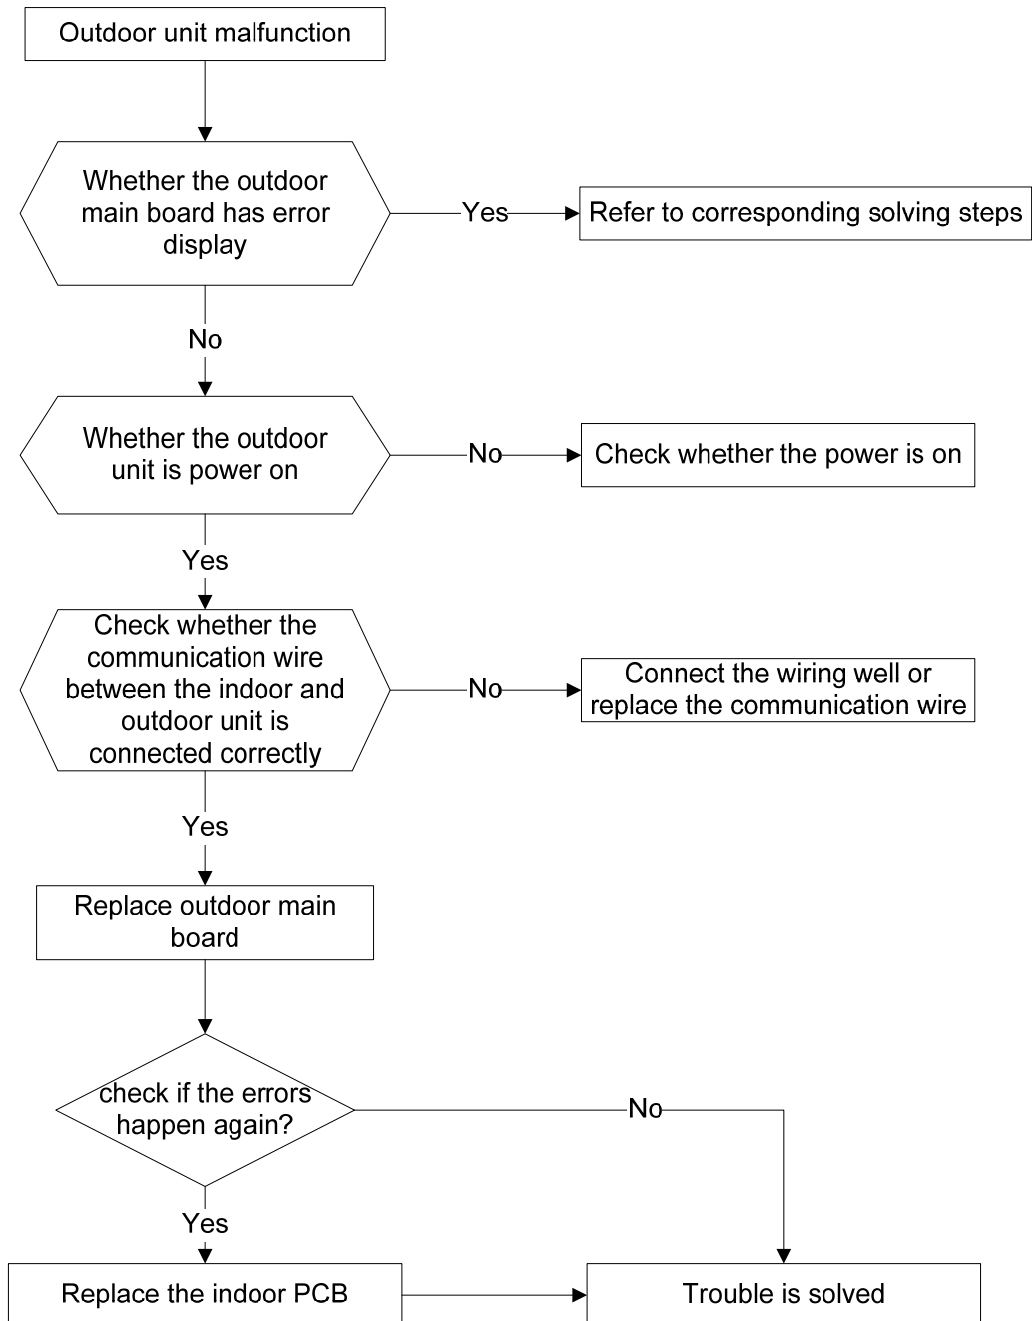 Outdoor unit malfunction
Whether the outdoor
main board has error
display
Yes
Refer to corresponding solving steps
No
Whether the outdoor
unit is power on
No
Check whether the power is on
Yes
Check whether the
communication wire
between the indoor and
outdoor unit is
connected correctly
No
Connect the wiring well or
replace the communication wire
Yes
Replace outdoor main
board
check if the errors
happen again?
No
Yes
Replace the indoor PCB
Trouble is solved